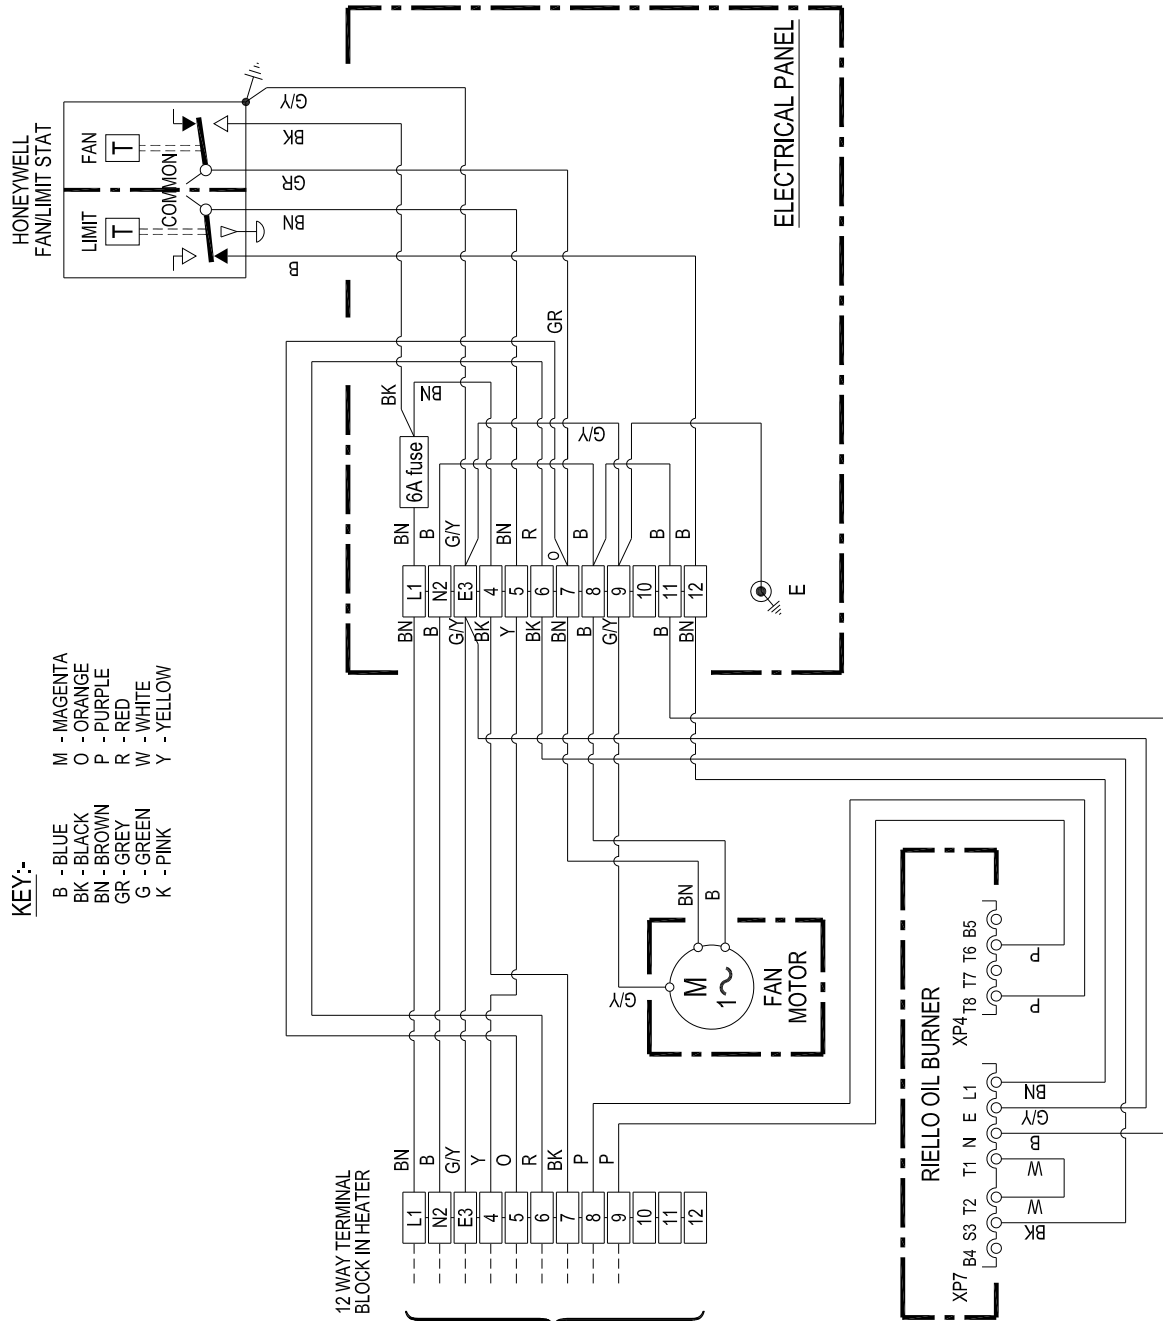 HONEYWELL
FAN/LIMIT STAT
LIMIT
FAN
T
T
COMMON
G/Y
BK
GR
BN
B
ELECTRICAL PANEL
GR
BK
BN
6A fuse
G/Y
BN
B
G/Y
BN
R
O
B
B
B
L1
N2
E3
4
5
6
7
8
9
10
11
12
E
BN
B
G/Y
BK
Y
BK
BN
B
G/Y
B
BN
KEY:-
B - BLUE
BK - BLACK
BN - BROWN
GR - GREY
G - GREEN
K - PINK
M - MAGENTA
O - ORANGE
P - PURPLE
R - RED
W - WHITE
Y - YELLOW
BN
B
G/Y
M
1~
FAN
MOTOR
12 WAY TERMINAL
BLOCK IN HEATER
BN
B
G/Y
Y
O
R
BK
P
P
L1
N2
E3
4
5
6
7
8
9
10
11
12
RIELLO OIL BURNER
XP4
T8
T7
T6
B5
P
P
XP7
B4
S3
T2
T1
N
E
L1
BK
W
W
B
G/Y
BN